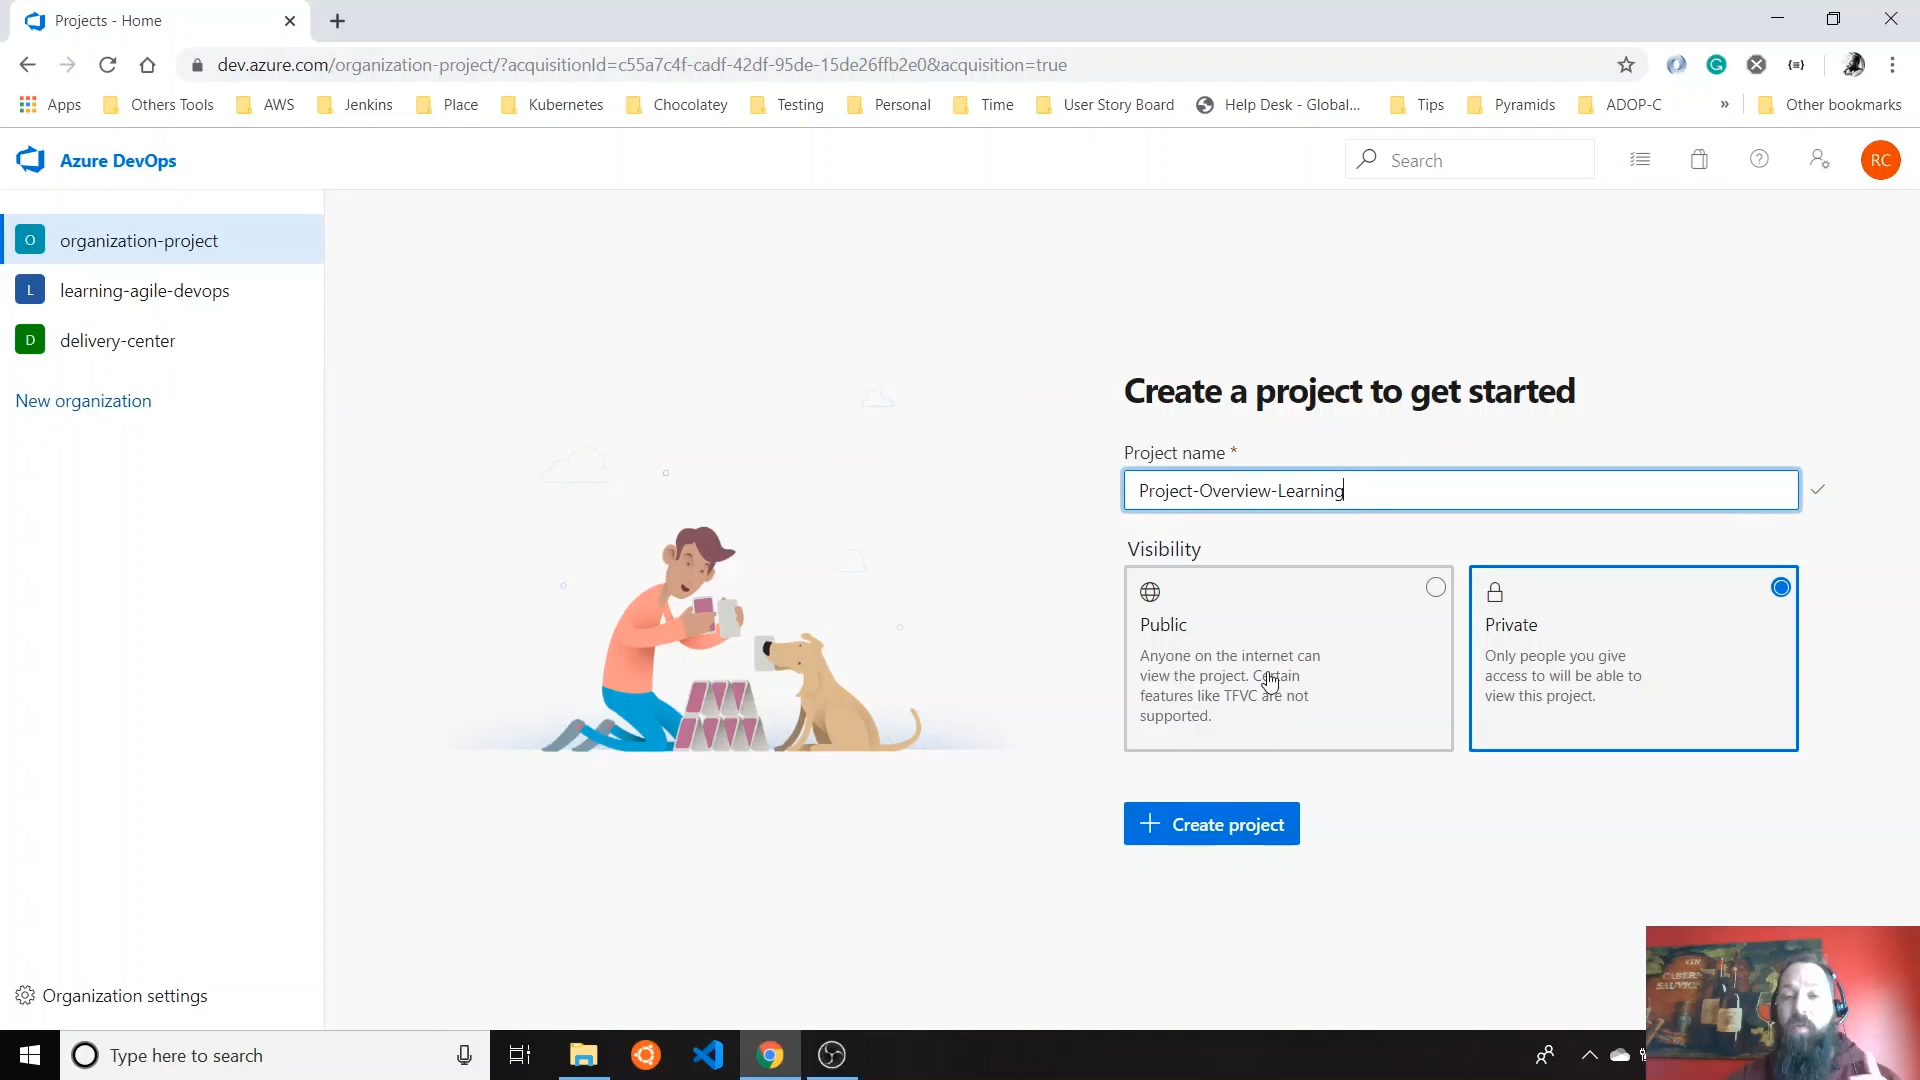 Projects - Home
dev.azure.com/organization-project/?acquisitionId=c55a7c4f-cadf-42df-95de-15de26ffb2e0&acquisition=true
Apps Others Tools AWS Jenkins Place Kubernetes Chocolatey Testing Personal Time User Story Board Help Desk - Global... Tips Pyramids ADOP-C » Other bookmarks
Azure DevOps
Search
RC
O organization-project
L learning-agile-devops
D delivery-center
New organization
Create a project to get started
Project name *
Project-Overview-Learning
Visibility
Public
Anyone on the internet can
view the project. Certain
features like TFVC are not
supported.
Private
Only people you give
access to will be able to
view this project.
Create project
Organization settings
VIN
CABERN
SAUVIG
Type here to search